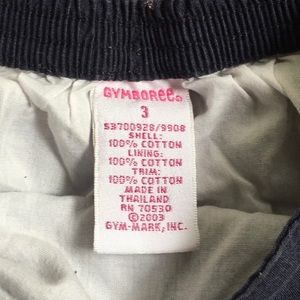 GYMBOREE®
3
53700928/9908
SHELL:
100% COTTON
LINING:
100% COTTON
TRIM:
100% COTTON
MADE IN
THAILAND
RN 70530
©2003
GYM-MARK, INC.